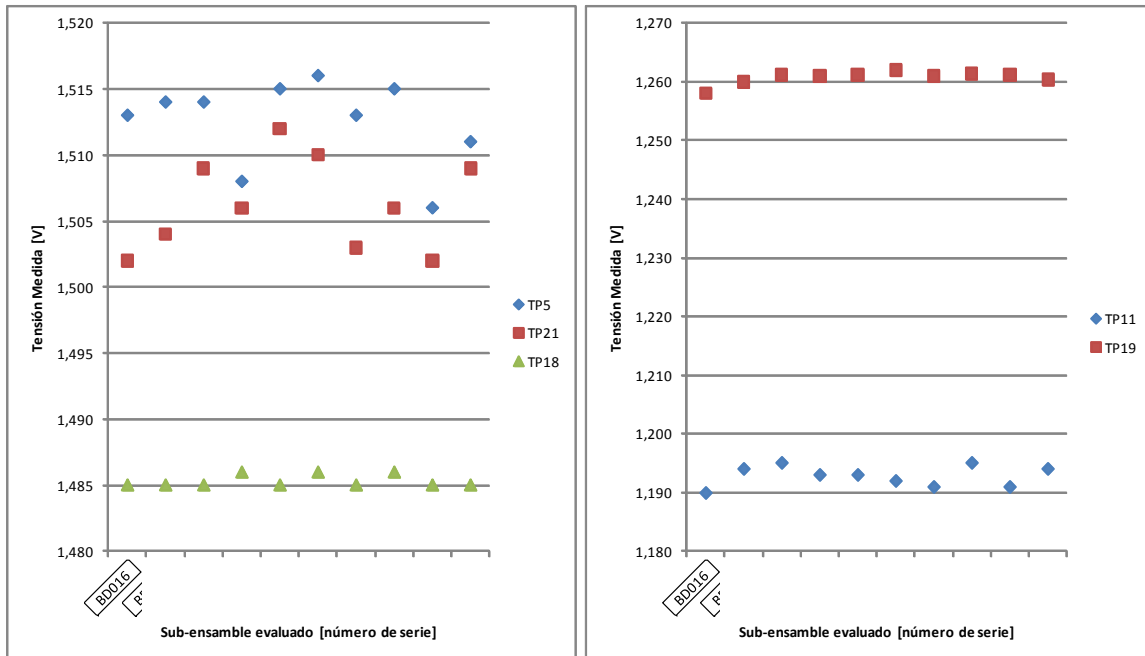 1,520
1,515
1,510
1,505
1,500
1,495
1,490
1,485
1,480
Tensión Medida [V]
TP5
TP21
TP18
BD016
Sub-ensamble evaluado [número de serie]
1,270
1,260
1,250
1,240
1,230
1,220
1,210
1,200
1,190
1,180
Tensión Medida [V]
TP11
TP19
BD016
Sub-ensamble evaluado [número de serie]